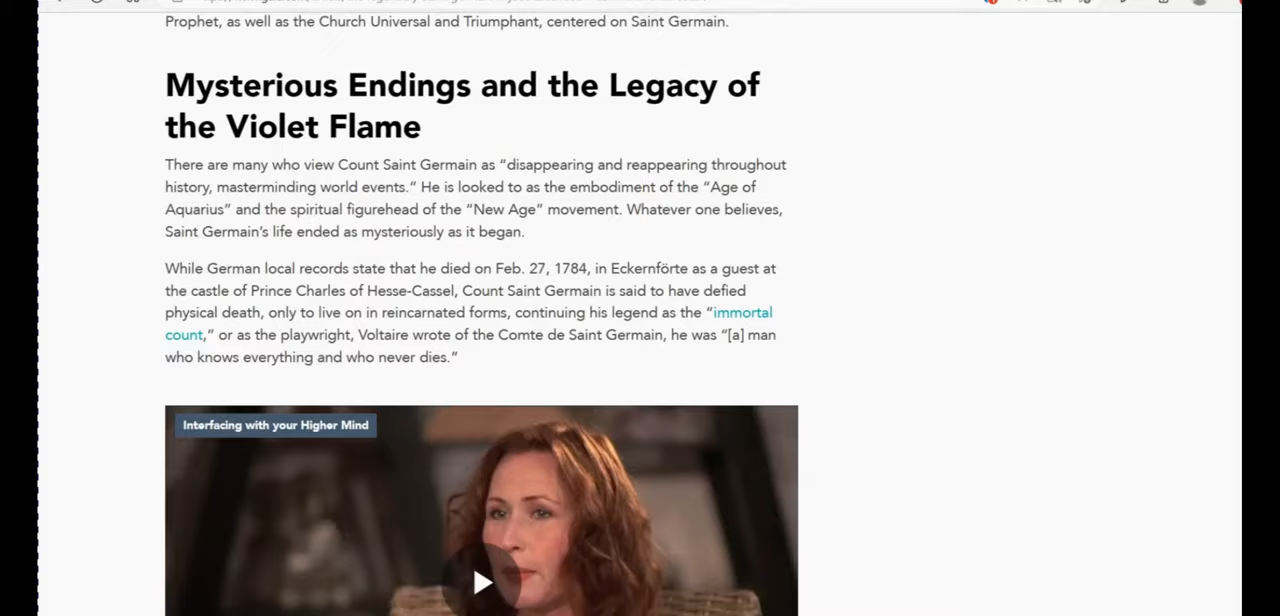 Prophet, as well as the Church Universal and Triumphant, centered on Saint Germain.
Mysterious Endings and the Legacy of
the Violet Flame
There are many who view Count Saint Germain as “disappearing and reappearing throughout
history, masterminding world events.” He is looked to as the embodiment of the “Age of
Aquarius” and the spiritual figurehead of the “New Age” movement. Whatever one believes,
Saint Germain’s life ended as mysteriously as it began.
While German local records state that he died on Feb. 27, 1784, in Eckernförte as a guest at
the castle of Prince Charles of Hesse-Cassel, Count Saint Germain is said to have defied
physical death, only to live on in reincarnated forms, continuing his legend as the “immortal
count,” or as the playwright, Voltaire wrote of the Comte de Saint Germain, he was “[a] man
who knows everything and who never dies.”
Interfacing with your Higher Mind